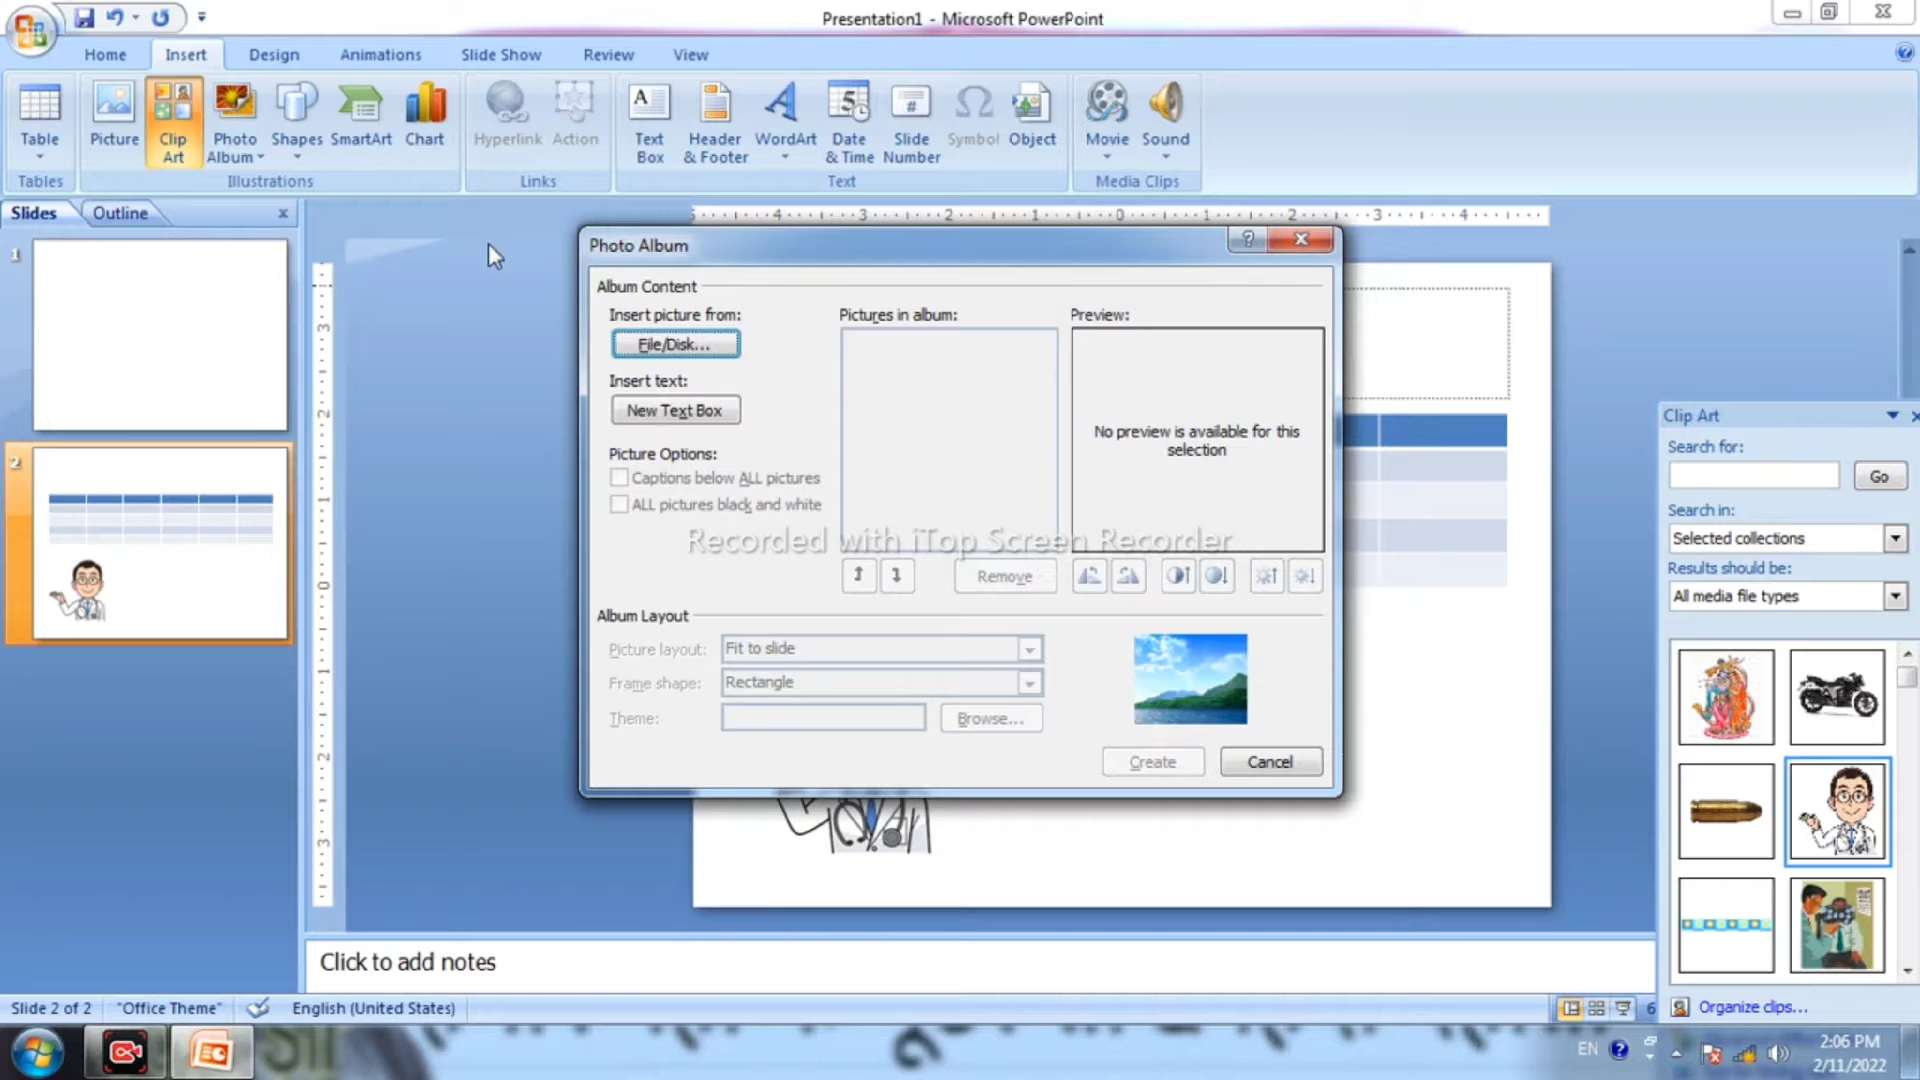 Presentation1 - Microsoft PowerPoint
Home Insert Design Animations Slide Show Review View
Table Picture Clip Art Photo Album Shapes SmartArt Chart Hyperlink Action Text Box Header & Footer WordArt Date & Time Slide Number Symbol Object Movie Sound
Tables Illustrations Links Text Media Clips
Slides Outline
Photo Album
Album Content
Insert picture from: Pictures in album: Preview:
File/Disk...
Insert text:
New Text Box
No preview is available for this
selection
Picture Options:
Captions below ALL pictures
ALL pictures black and white
Recorded with iTop Screen Recorder
Remove
Album Layout
Picture layout: Fit to slide
Frame shape: Rectangle
Theme: Browse...
Create Cancel
Clip Art
Search for:
Go
Search in:
Selected collections
Results should be:
All media file types
Organize clips...
1
2
Click to add notes
Slide 2 of 2 "Office Theme" English (United States) 6
EN 2:06 PM
2/11/2022